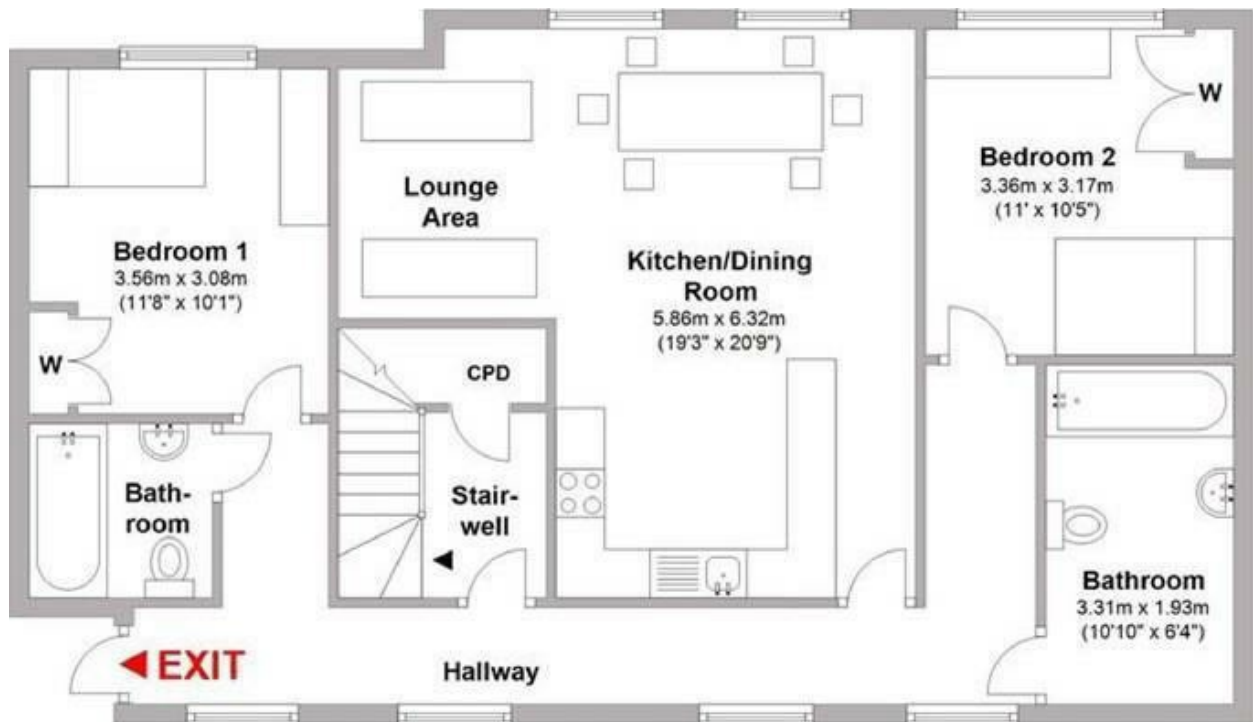 Bedroom 1
3.56m x 3.08m
(11'8" x 10'1")
W
Bath-
room
EXIT
Lounge
Area
CPD
Stair-
well
Hallway
Kitchen/Dining
Room
5.86m x 6.32m
(19'3" x 20'9")
W
Bedroom 2
3.36m x 3.17m
(11' x 10'5")
Bathroom
3.31m x 1.93m
(10'10" x 6'4")